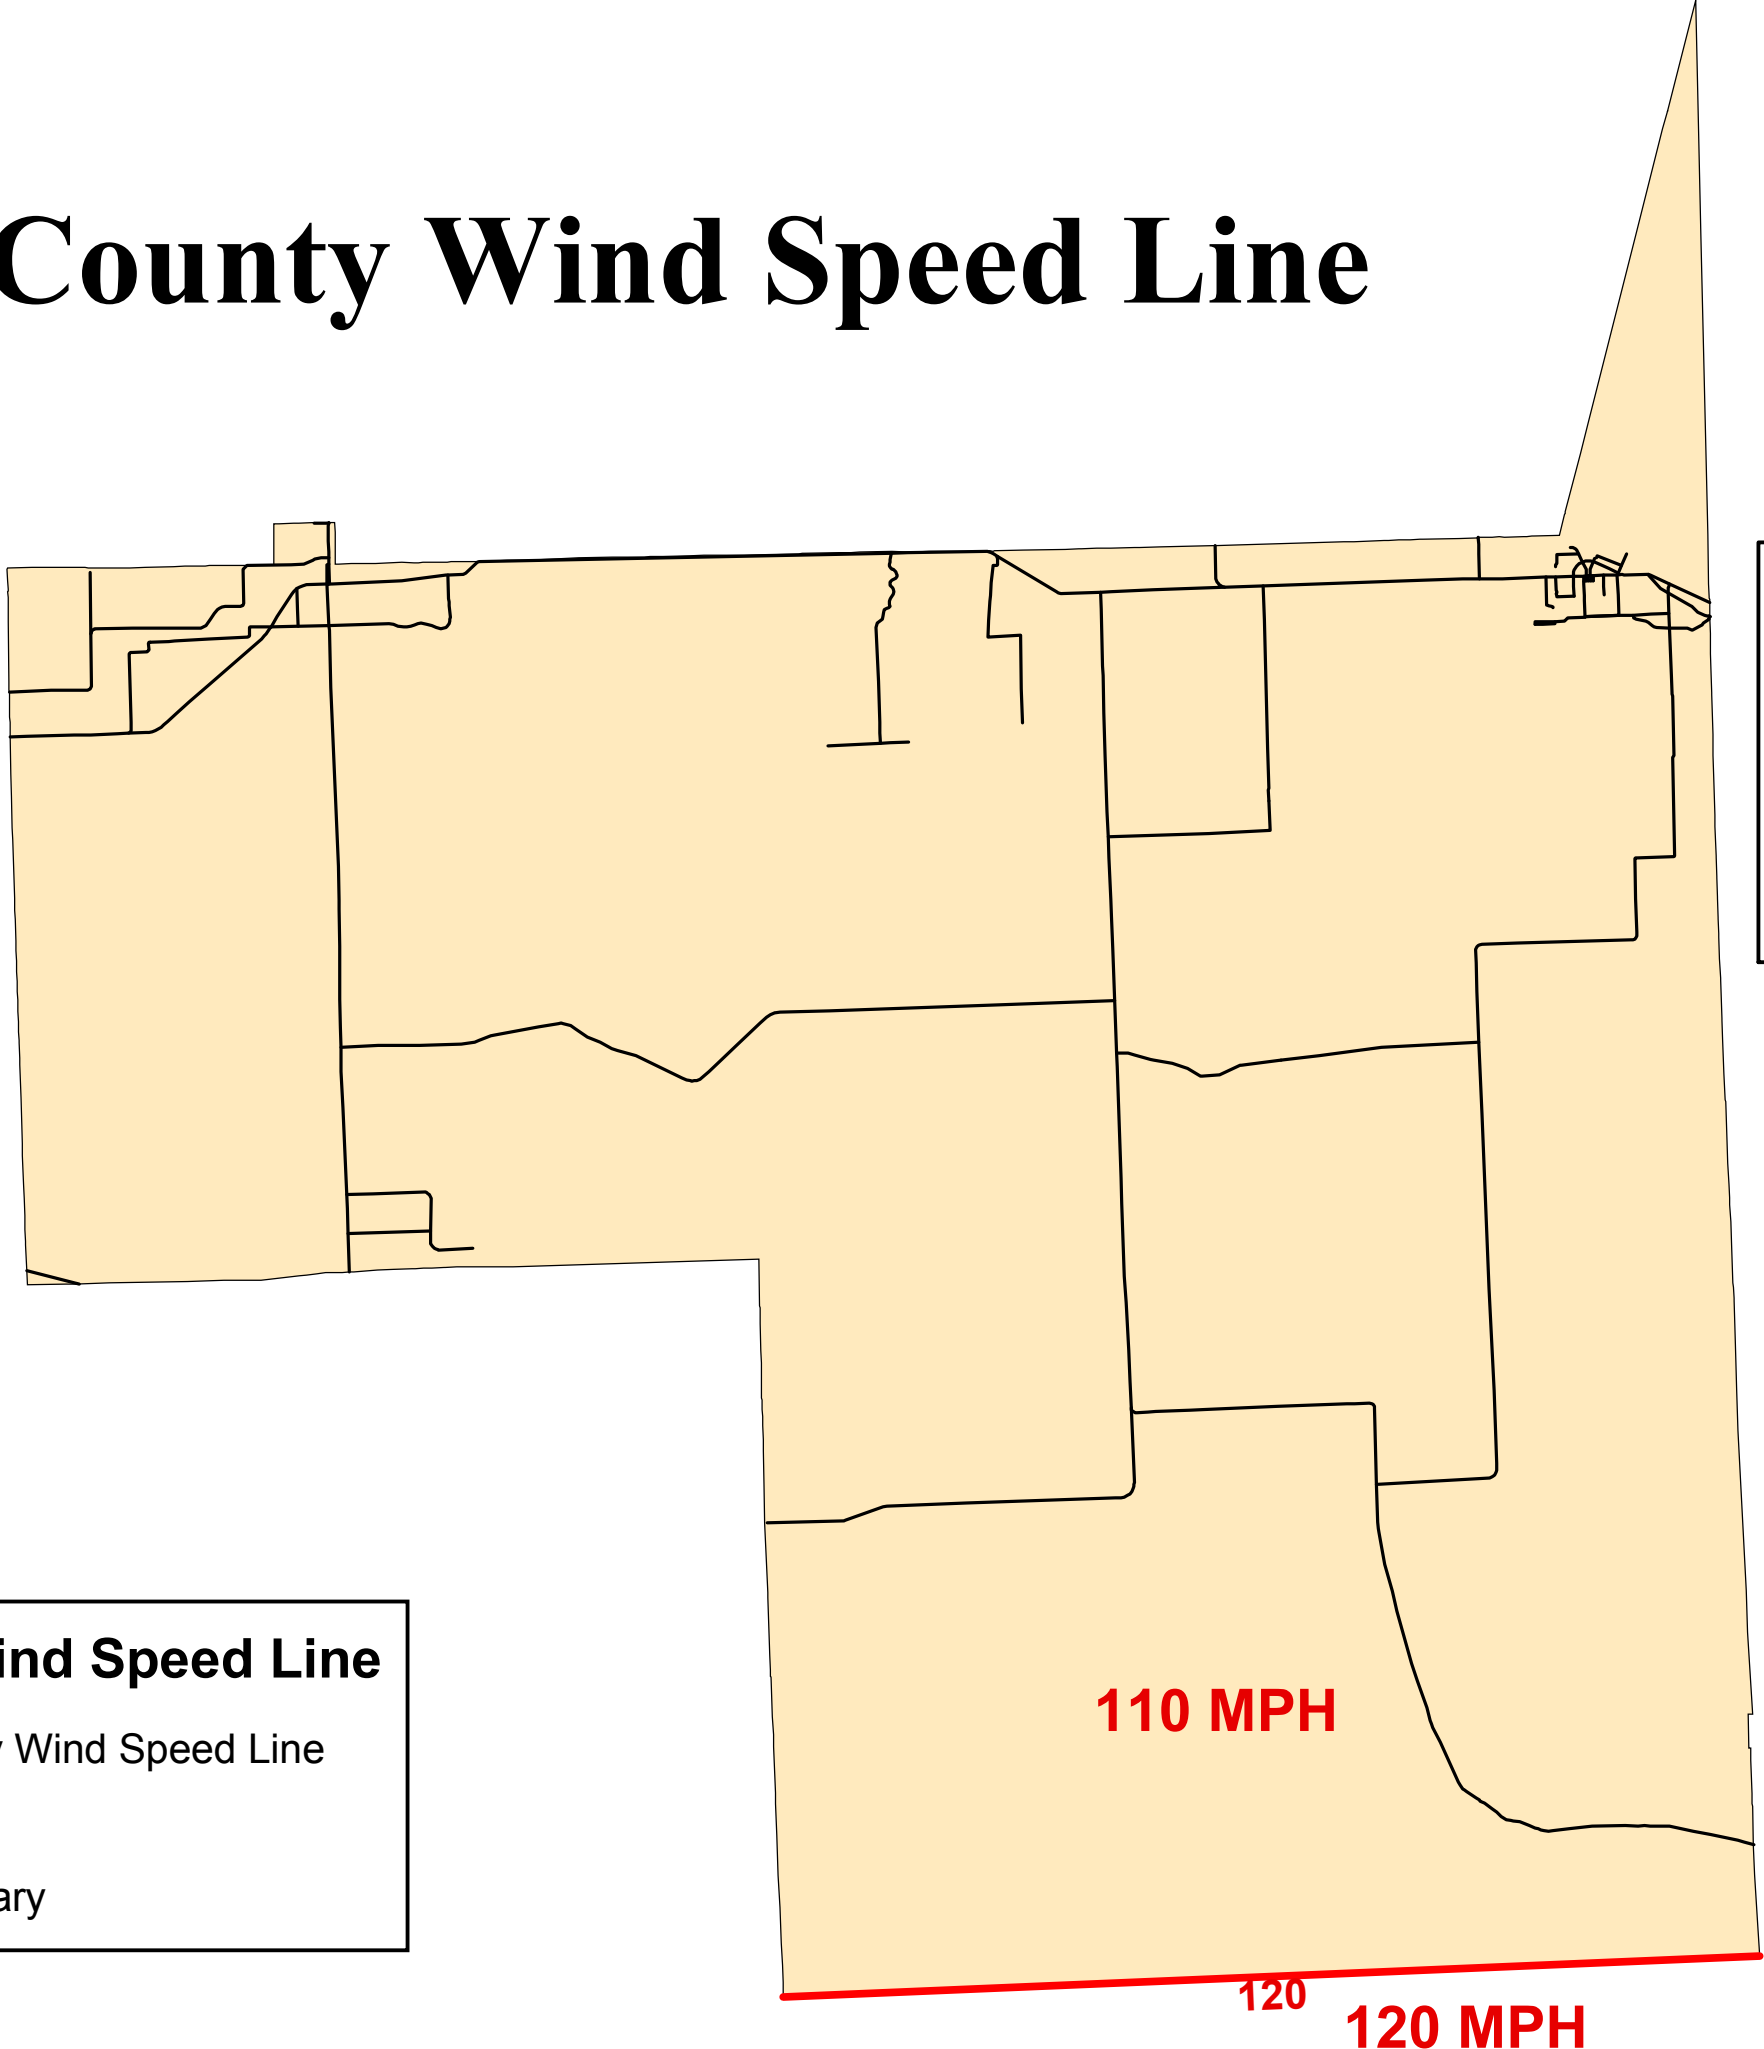 County Wind Speed Line
ind Speed Line
Wind Speed Line
ary
110 MPH
120
120 MPH